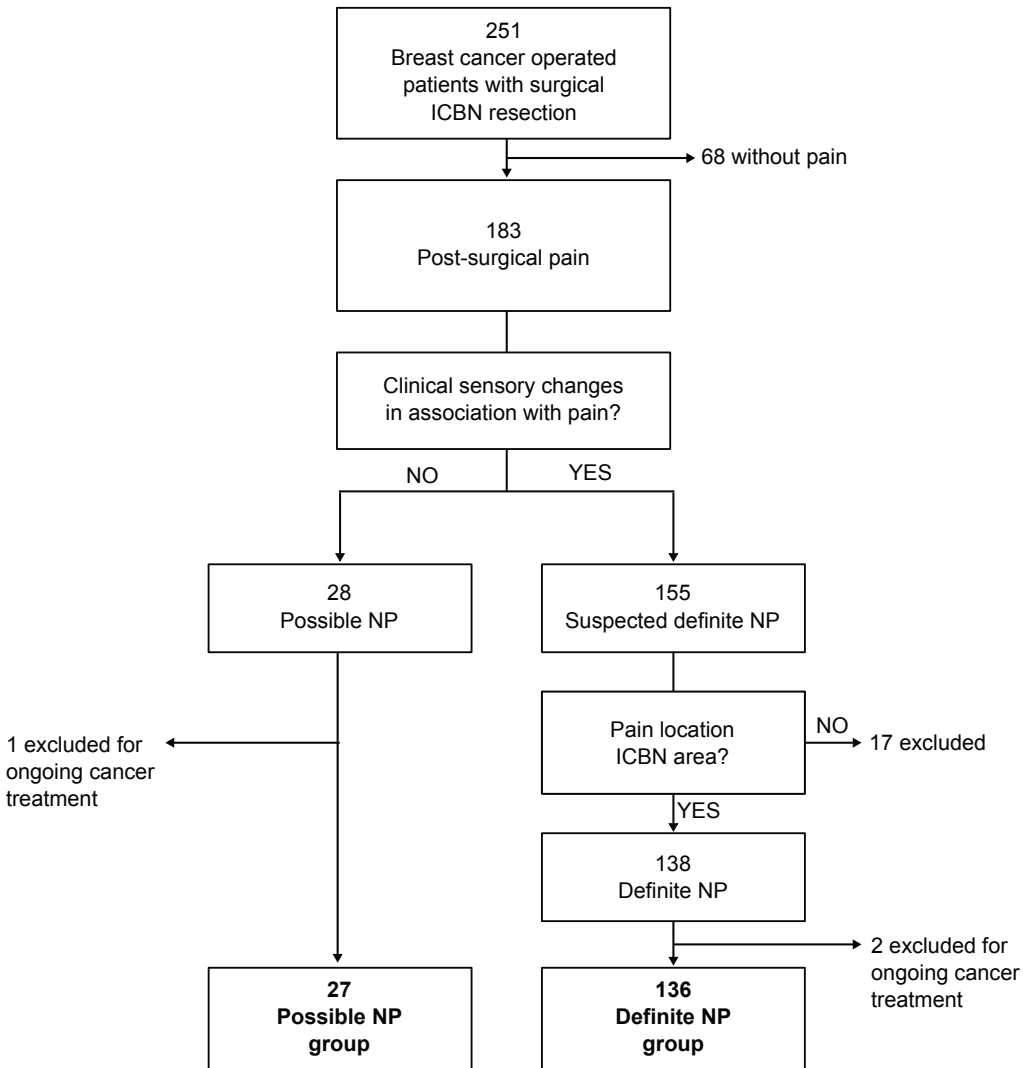 251
Breast cancer operated
patients with surgical
ICBN resection
68 without pain
183
Post-surgical pain
Clinical sensory changes
in association with pain?
NO
YES
28
Possible NP
155
Suspected definite NP
1 excluded for
ongoing cancer
treatment
Pain location
ICBN area?
NO
17 excluded
YES
138
Definite NP
2 excluded for
ongoing cancer
treatment
27
Possible NP
group
136
Definite NP
group